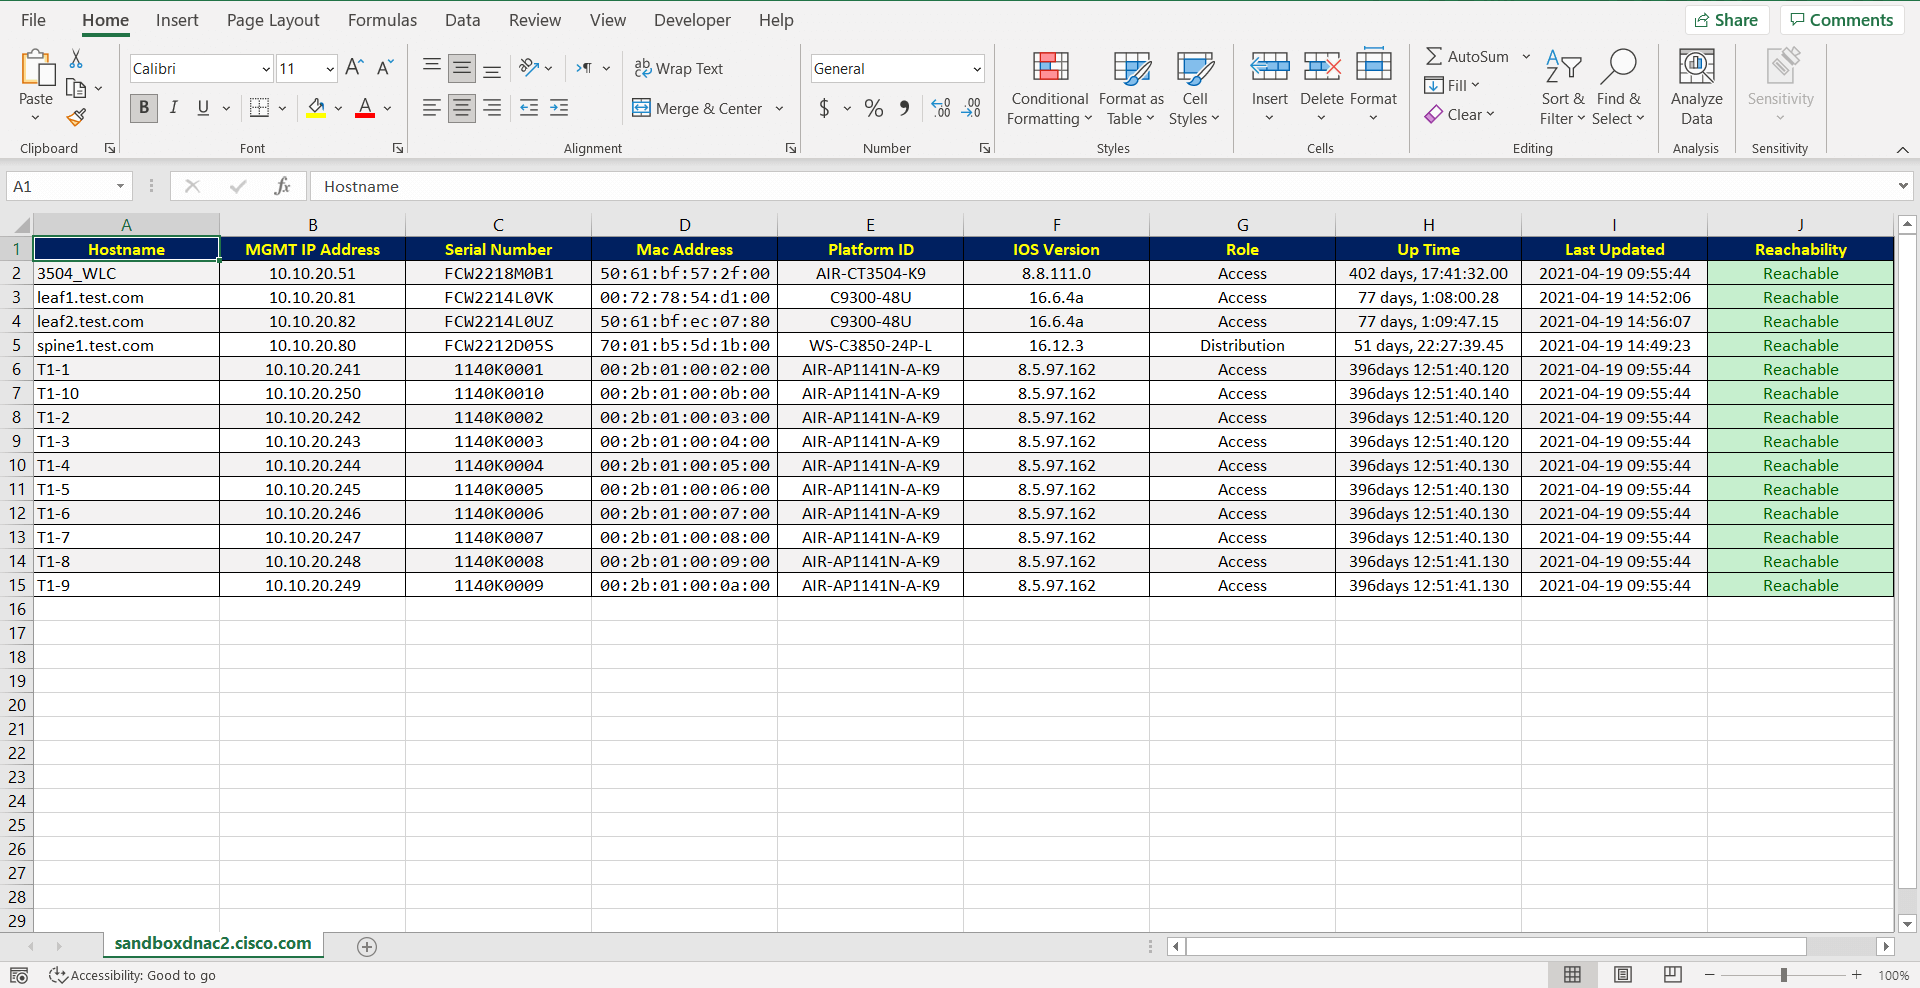 File Home Insert Page Layout Formulas Data Review View Developer Help Share Comments
Calibri 11 Wrap Text General AutoSum
Paste Merge & Center Conditional Formatting Format as Table Cell Styles Insert Delete Format Fill Clear Sort & Filter Find & Select Analyze Data Sensitivity
B I U $ % 9 .00 .0
Clipboard Font Alignment Number Styles Cells Editing Analysis Sensitivity
A1 fx Hostname
A B C D E F G H I J
1 Hostname MGMT IP Address Serial Number Mac Address Platform ID IOS Version Role Up Time Last Updated Reachability
2 3504_WLC 10.10.20.51 FCW2218M0B1 50:61:bf:57:2f:00 AIR-CT3504-K9 8.8.111.0 Access 402 days, 17:41:32.00 2021-04-19 09:55:44 Reachable
3 leaf1.test.com 10.10.20.81 FCW2214L0VK 00:72:78:54:d1:00 C9300-48U 16.6.4a Access 77 days, 1:08:00.28 2021-04-19 14:52:06 Reachable
4 leaf2.test.com 10.10.20.82 FCW2214L0UZ 50:61:bf:ec:07:80 C9300-48U 16.6.4a Access 77 days, 1:09:47.15 2021-04-19 14:56:07 Reachable
5 spine1.test.com 10.10.20.80 FCW2212D05S 70:01:b5:5d:1b:00 WS-C3850-24P-L 16.12.3 Distribution 51 days, 22:27:39.45 2021-04-19 14:49:23 Reachable
6 T1-1 10.10.20.241 1140K0001 00:2b:01:00:02:00 AIR-AP1141N-A-K9 8.5.97.162 Access 396days 12:51:40.120 2021-04-19 09:55:44 Reachable
7 T1-10 10.10.20.250 1140K0010 00:2b:01:00:0b:00 AIR-AP1141N-A-K9 8.5.97.162 Access 396days 12:51:40.140 2021-04-19 09:55:44 Reachable
8 T1-2 10.10.20.242 1140K0002 00:2b:01:00:03:00 AIR-AP1141N-A-K9 8.5.97.162 Access 396days 12:51:40.120 2021-04-19 09:55:44 Reachable
9 T1-3 10.10.20.243 1140K0003 00:2b:01:00:04:00 AIR-AP1141N-A-K9 8.5.97.162 Access 396days 12:51:40.120 2021-04-19 09:55:44 Reachable
10 T1-4 10.10.20.244 1140K0004 00:2b:01:00:05:00 AIR-AP1141N-A-K9 8.5.97.162 Access 396days 12:51:40.130 2021-04-19 09:55:44 Reachable
11 T1-5 10.10.20.245 1140K0005 00:2b:01:00:06:00 AIR-AP1141N-A-K9 8.5.97.162 Access 396days 12:51:40.130 2021-04-19 09:55:44 Reachable
12 T1-6 10.10.20.246 1140K0006 00:2b:01:00:07:00 AIR-AP1141N-A-K9 8.5.97.162 Access 396days 12:51:40.130 2021-04-19 09:55:44 Reachable
13 T1-7 10.10.20.247 1140K0007 00:2b:01:00:08:00 AIR-AP1141N-A-K9 8.5.97.162 Access 396days 12:51:40.130 2021-04-19 09:55:44 Reachable
14 T1-8 10.10.20.248 1140K0008 00:2b:01:00:09:00 AIR-AP1141N-A-K9 8.5.97.162 Access 396days 12:51:41.130 2021-04-19 09:55:44 Reachable
15 T1-9 10.10.20.249 1140K0009 00:2b:01:00:0a:00 AIR-AP1141N-A-K9 8.5.97.162 Access 396days 12:51:41.130 2021-04-19 09:55:44 Reachable
16
17
18
19
20
21
22
23
24
25
26
27
28
29
sandboxdnac2.cisco.com
Accessibility: Good to go 100%